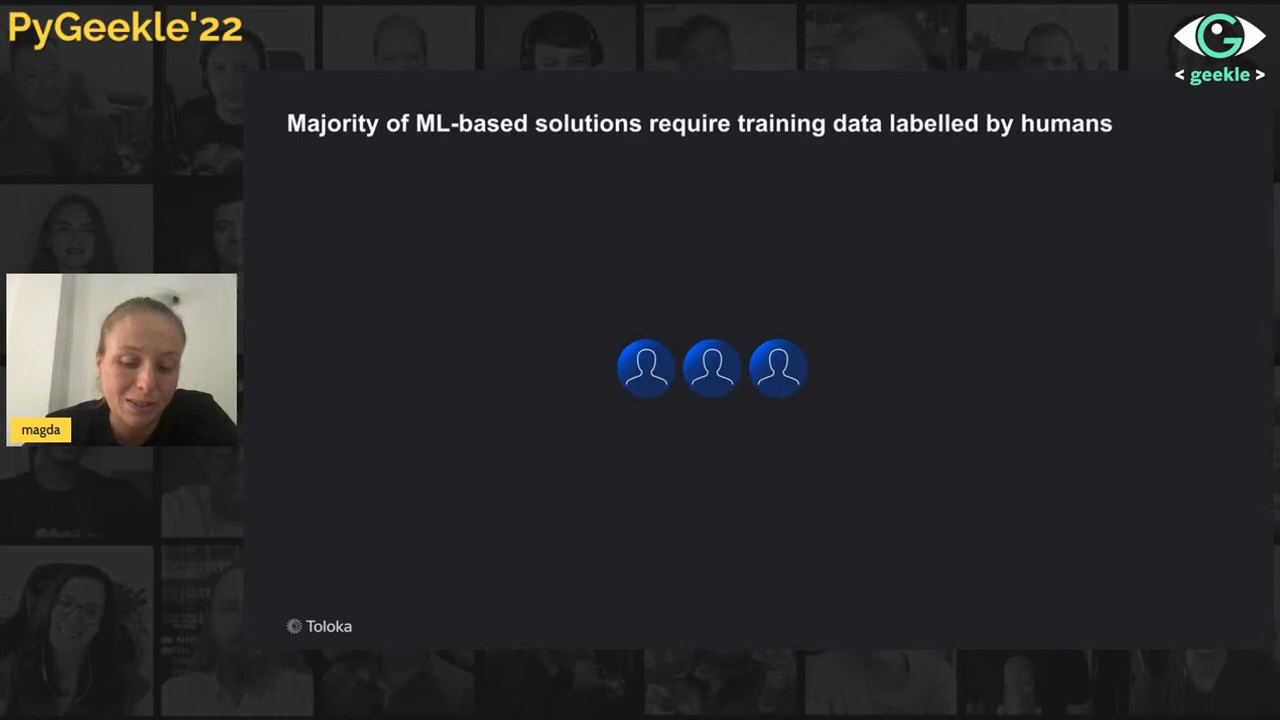 PyGeekle'22
G
< geekle >
Majority of ML-based solutions require training data labelled by humans
magda
Toloka